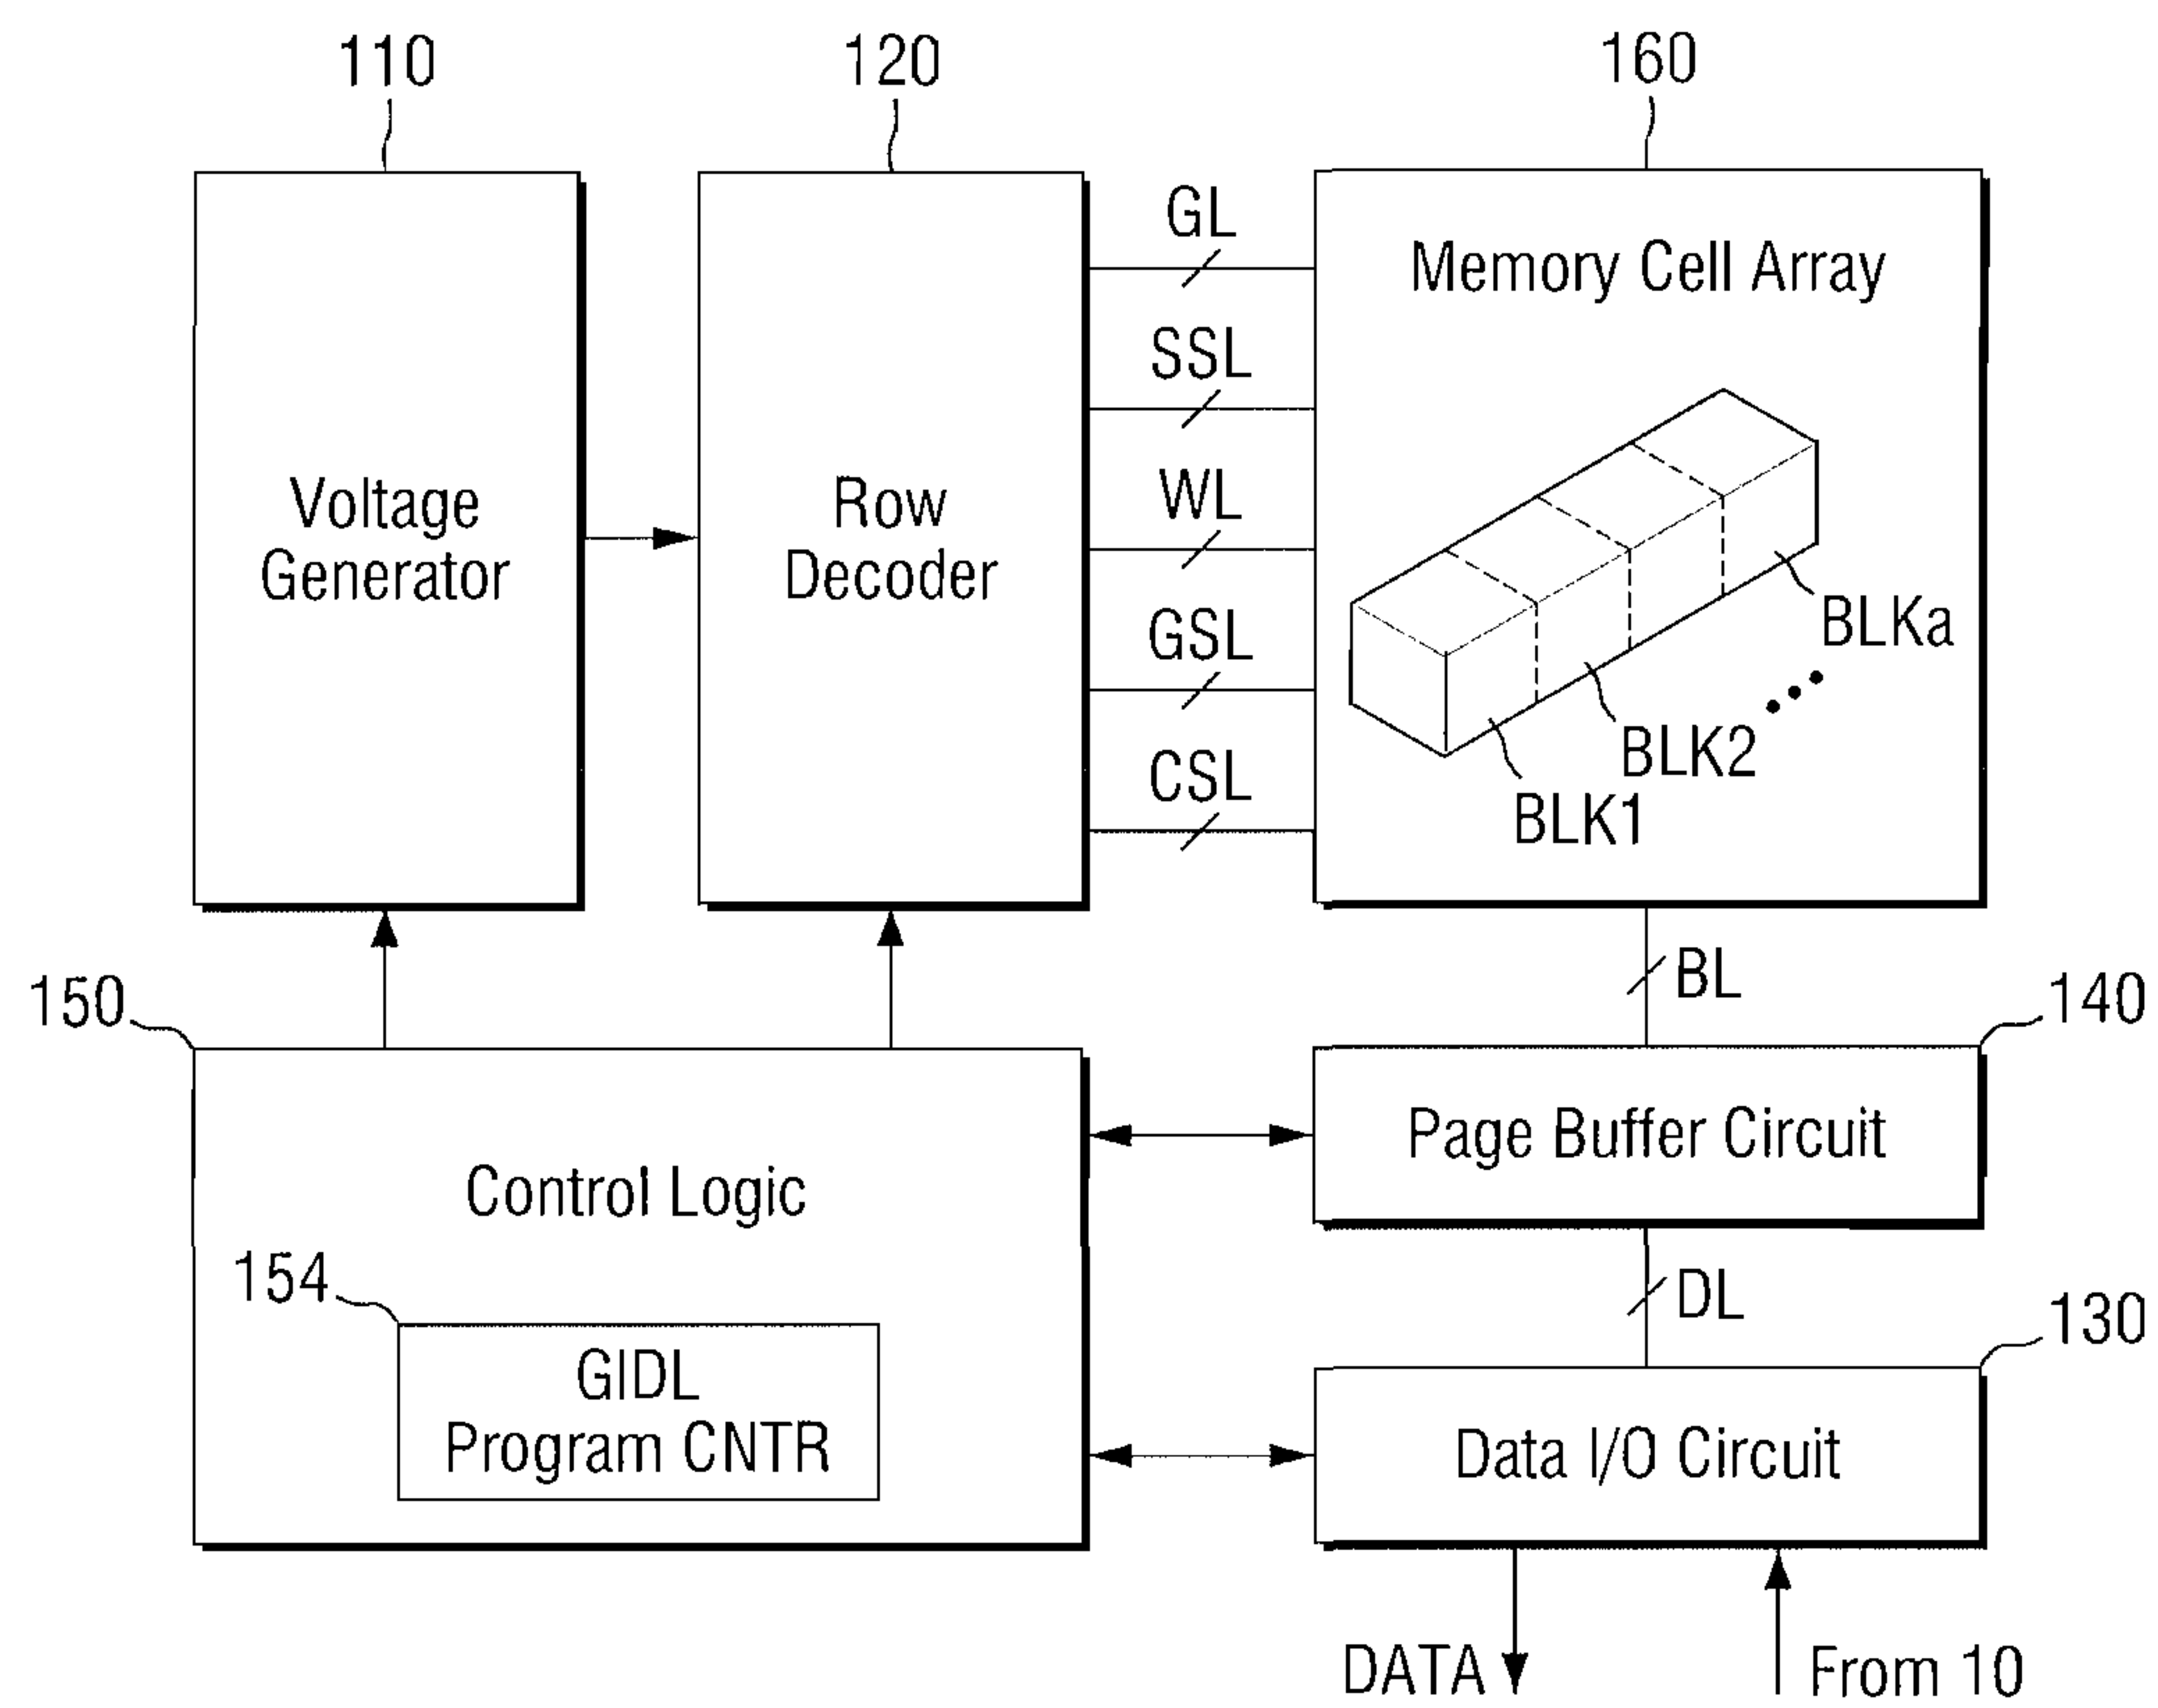 110
120
160
GL
SSL
WL
GSL
CSL
Voltage
Generator
Row
Decoder
Memory Cell Array
BLKa
BLK2
BLK1
BL
150
140
Control Logic
Page Buffer Circuit
154
DL
130
GIDL
Program CNTR
Data I/O Circuit
DATA
From 10